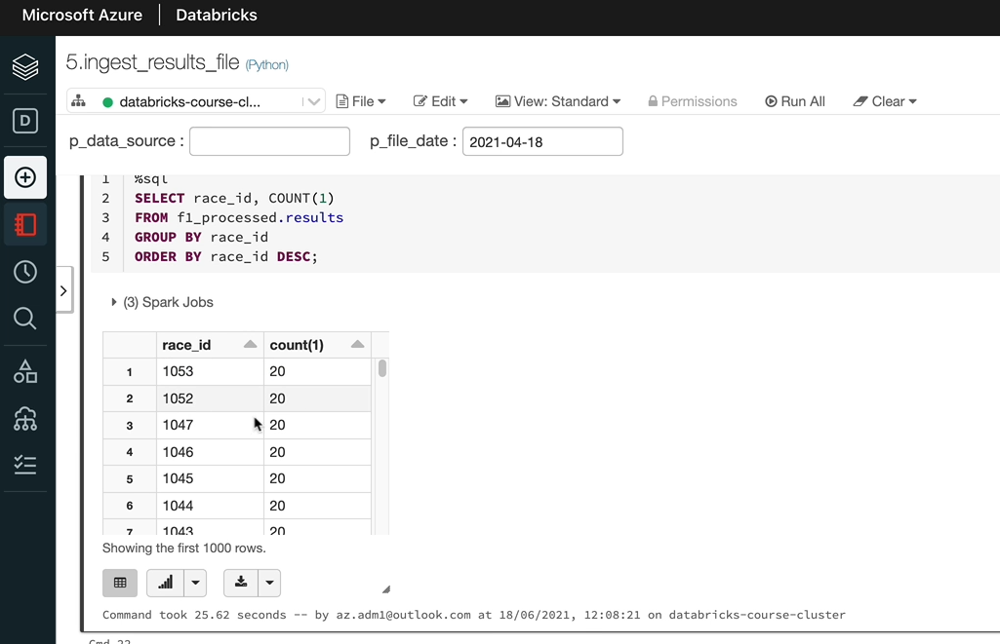 Microsoft Azure | Databricks
5.ingest_results_file (Python)
databricks-course-cl... File Edit View: Standard Permissions Run All Clear
p_data_source : p_file_date : 2021-04-18
1 %sql
2 SELECT race_id, COUNT(1)
3 FROM f1_processed.results
4 GROUP BY race_id
5 ORDER BY race_id DESC;
(3) Spark Jobs
race_id count(1)
1 1053 20
2 1052 20
3 1047 20
4 1046 20
5 1045 20
6 1044 20
7 1043 20
Showing the first 1000 rows.
Command took 25.62 seconds -- by az.adm1@outlook.com at 18/06/2021, 12:08:21 on databricks-course-cluster
Cmd 22